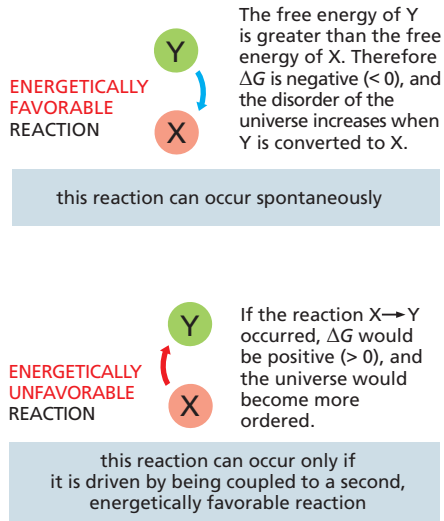 The free energy of Y
is greater than the free
energy of X. Therefore
ΔG is negative (< 0), and
the disorder of the
universe increases when
Y is converted to X.
Y
X
ENERGETICALLY
FAVORABLE
REACTION
this reaction can occur spontaneously
If the reaction X→Y
occurred, ΔG would
be positive (> 0), and
the universe would
become more
ordered.
Y
X
ENERGETICALLY
UNFAVORABLE
REACTION
this reaction can occur only if
it is driven by being coupled to a second,
energetically favorable reaction